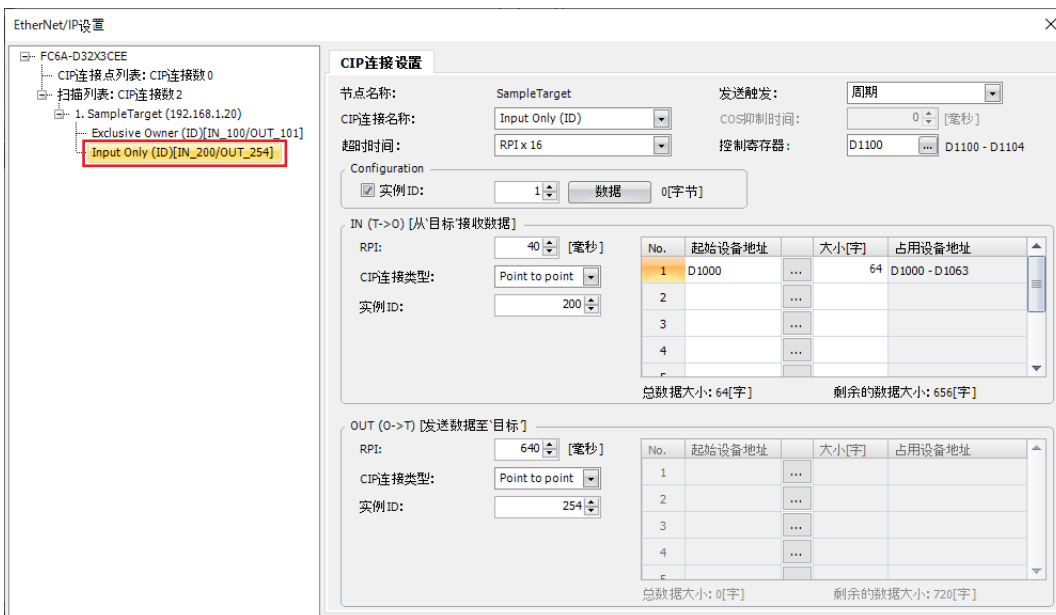 EtherNet/IP设置
FC6A-D32X3CEE
CIP连接点列表: CIP连接数 0
扫描列表: CIP连接数 2
1. SampleTarget (192.168.1.20)
Exclusive Owner (ID)[IN_100/OUT_101]
Input Only (ID)[IN_200/OUT_254]
CIP连接设置
节点名称: SampleTarget 发送触发: 周期
CIP连接名称: Input Only (ID) COS抑制时间: 0 [毫秒]
超时时间: RPI x 16 控制寄存器: D1100 ... D1100 - D1104
Configuration
实例ID: 1 数据 0[字节]
IN (T->O) [从'目标'接收数据]
RPI: 40 [毫秒]
CIP连接类型: Point to point
实例ID: 200
No. 起始设备地址 大小[字] 占用设备地址
1 D1000 ... 64 D1000 - D1063
2 ...
3 ...
4 ...
总数据大小: 64[字] 剩余的数据大小: 656[字]
OUT (O->T) [发送数据至'目标']
RPI: 640 [毫秒]
CIP连接类型: Point to point
实例ID: 254
No. 起始设备地址 大小[字] 占用设备地址
1 ...
2 ...
3 ...
4 ...
总数据大小: 0[字] 剩余的数据大小: 720[字]